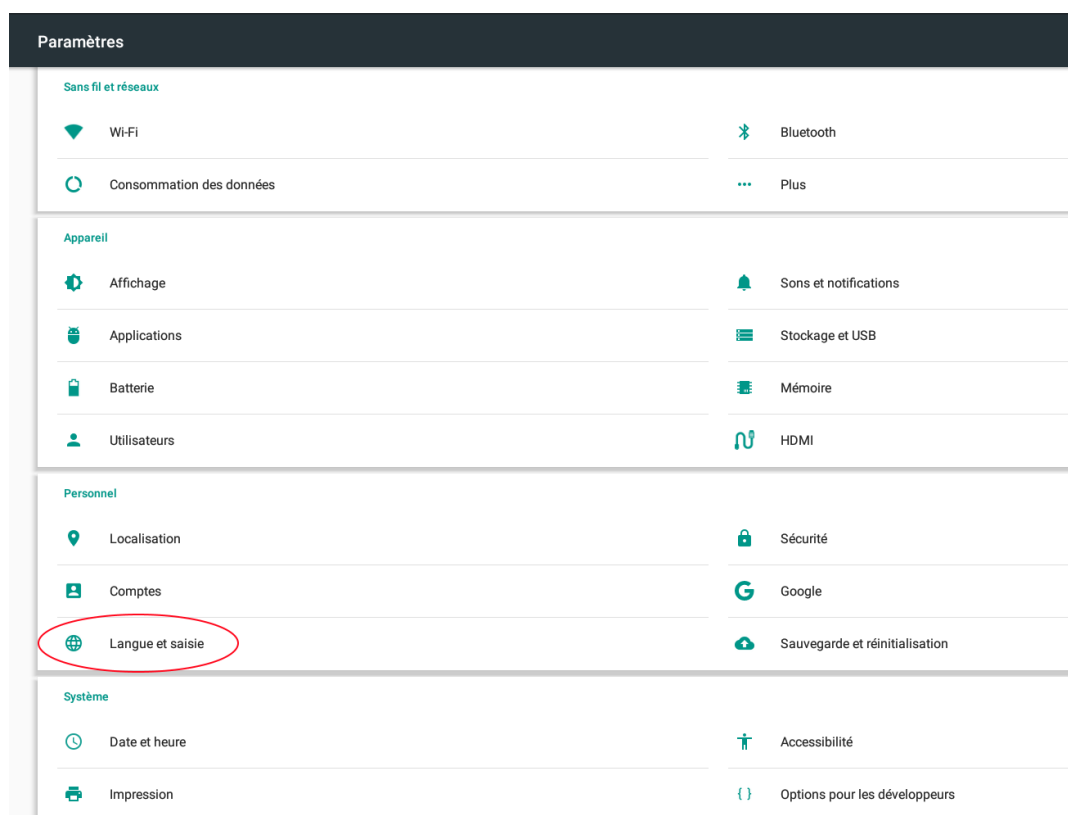 Paramètres
Sans fil et réseaux
Wi-Fi
Bluetooth
Consommation des données
Plus
Appareil
Affichage
Sons et notifications
Applications
Stockage et USB
Batterie
Mémoire
Utilisateurs
HDMI
Personnel
Localisation
Sécurité
Comptes
Google
Langue et saisie
Sauvegarde et réinitialisation
Système
Date et heure
Accessibilité
Impression
Options pour les développeurs